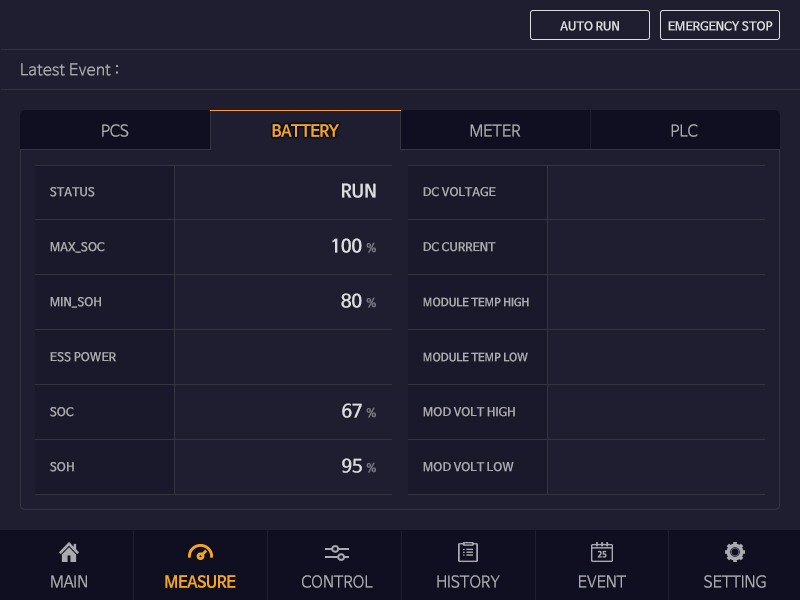 AUTO RUN
EMERGENCY STOP
Latest Event :
PCS
BATTERY
METER
PLC
STATUS
RUN
DC VOLTAGE
MAX_SOC
100 %
DC CURRENT
MIN_SOH
80 %
MODULE TEMP HIGH
ESS POWER
MODULE TEMP LOW
SOC
67 %
MOD VOLT HIGH
SOH
95 %
MOD VOLT LOW
25
MAIN
MEASURE
CONTROL
HISTORY
EVENT
SETTING